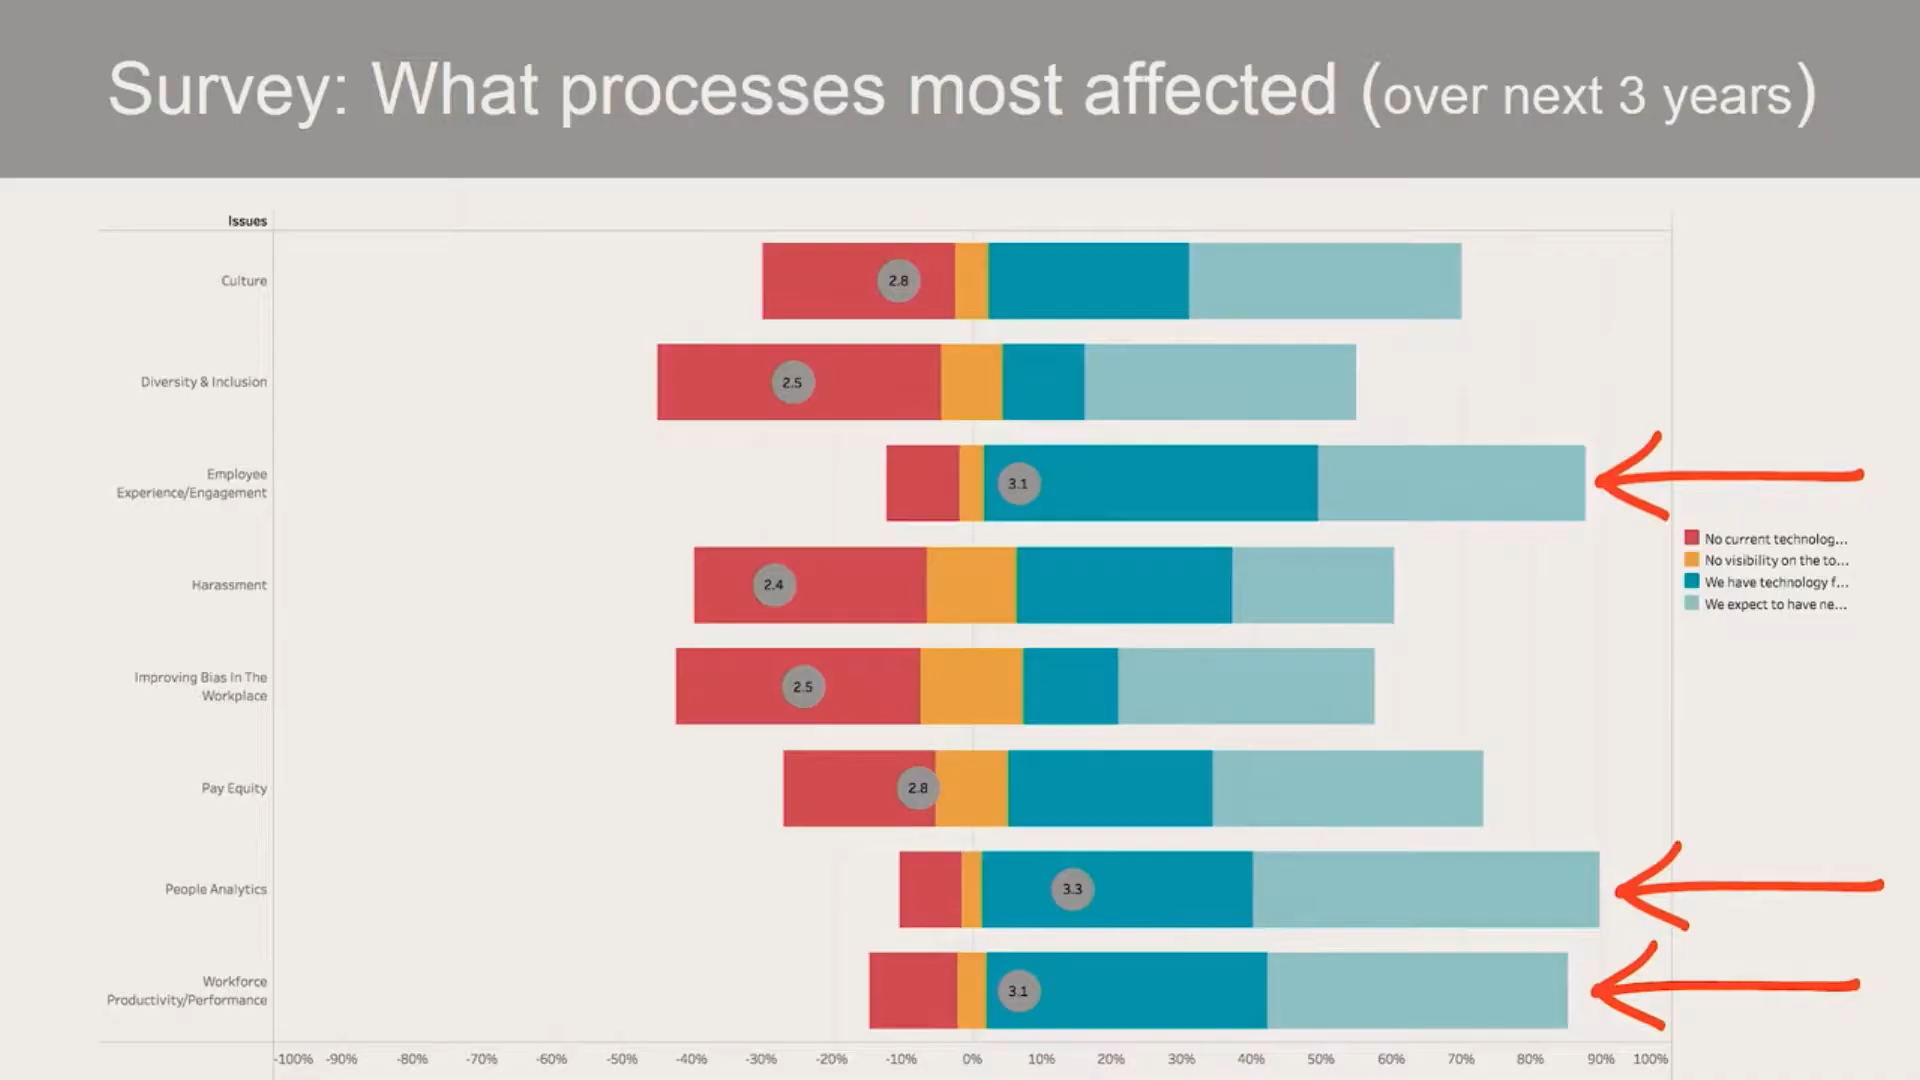 Survey: What processes most affected (over next 3 years)
Issues
Culture
2.8
Diversity & Inclusion
2.5
Employee
Experience/Engagement
3.1
No current technolog...
No visibility on the to...
We have technology f...
We expect to have ne...
Harassment
2.4
Improving Bias In The
Workplace
2.5
Pay Equity
2.8
People Analytics
3.3
Workforce
Productivity/Performance
3.1
-100% -90% -80% -70% -60% -50% -40% -30% -20% -10% 0% 10% 20% 30% 40% 50% 60% 70% 80% 90% 100%